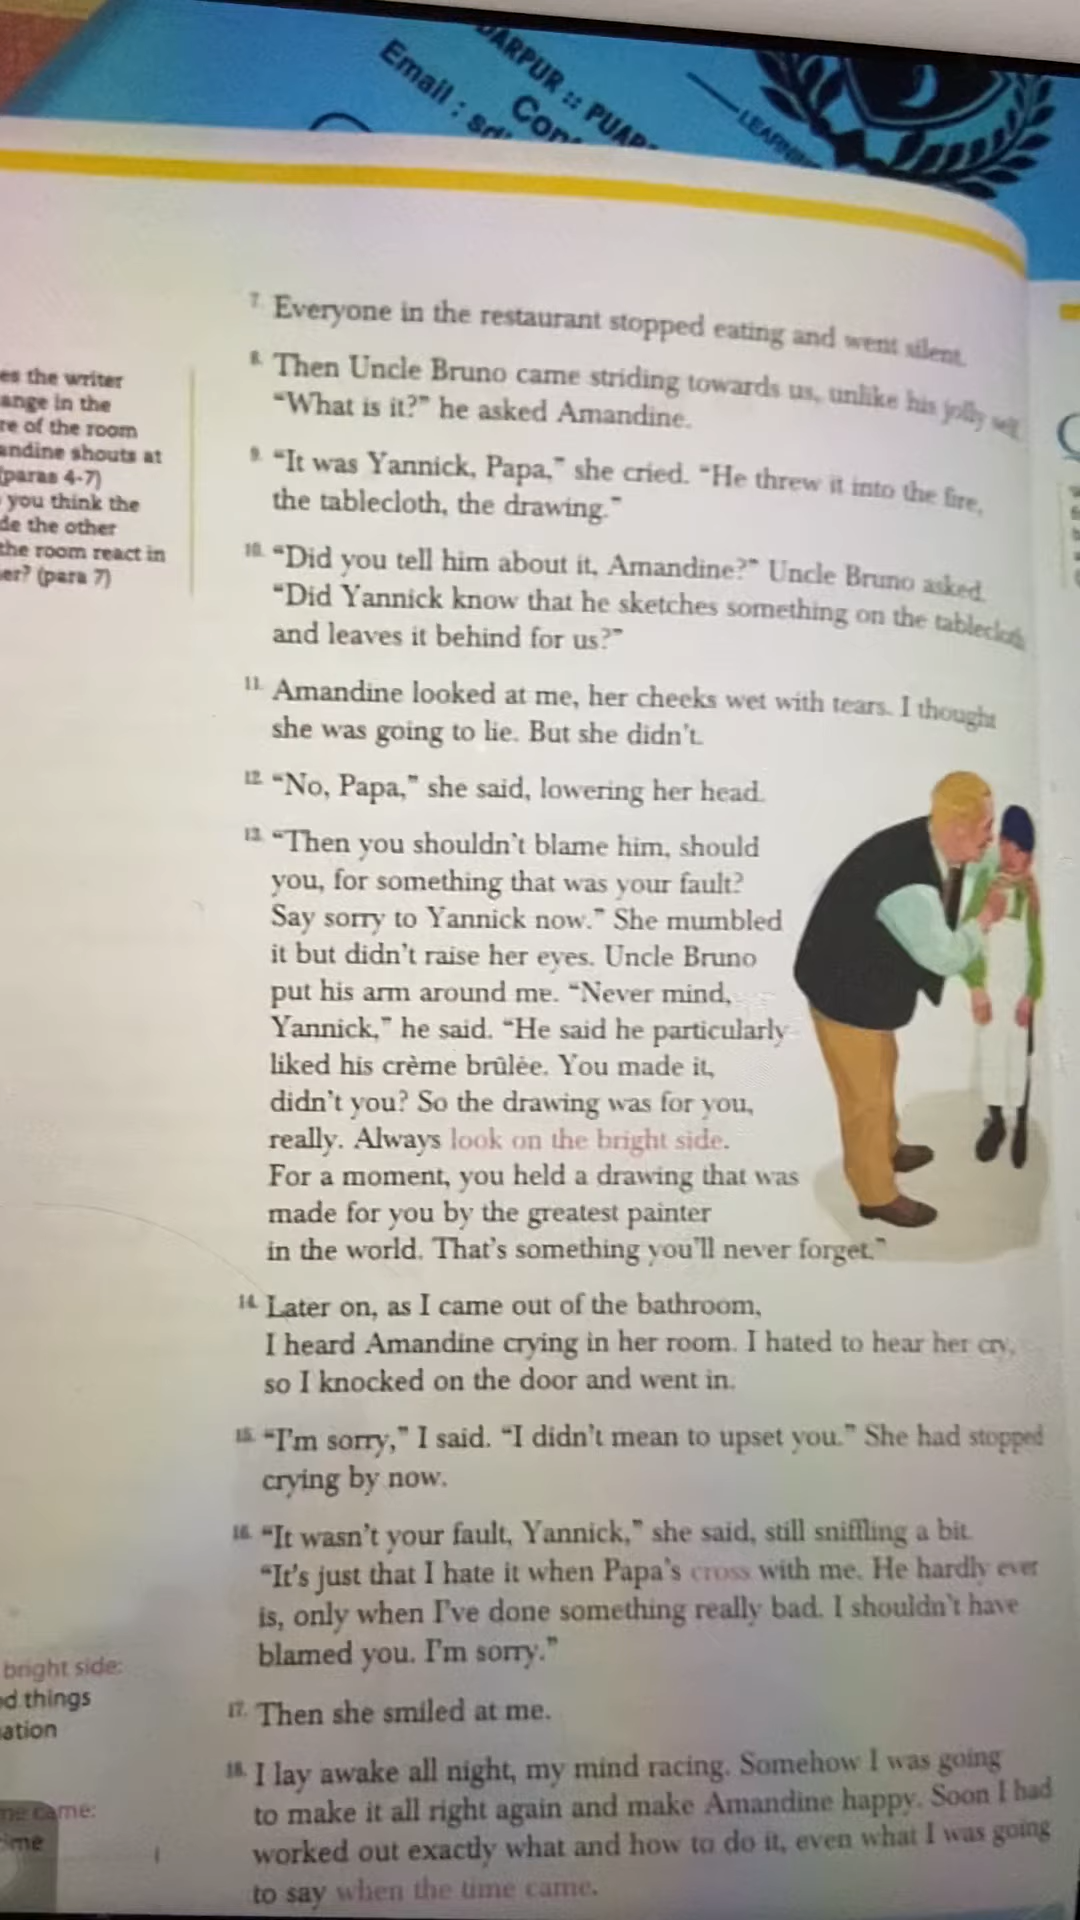 DARPUR :: PUAR
Email : sd
Con
LEARNIN
7. Everyone in the restaurant stopped eating and went silent.
8. Then Uncle Bruno came striding towards us, unlike his jolly self.
“What is it?” he asked Amandine.
9. “It was Yannick, Papa,” she cried. “He threw it into the fire,
the tablecloth, the drawing.”
10. “Did you tell him about it, Amandine?” Uncle Bruno asked.
“Did Yannick know that he sketches something on the tablecloth
and leaves it behind for us?”
11. Amandine looked at me, her cheeks wet with tears. I thought
she was going to lie. But she didn’t.
12. “No, Papa,” she said, lowering her head.
13. “Then you shouldn’t blame him, should
you, for something that was your fault?
Say sorry to Yannick now.” She mumbled
it but didn’t raise her eyes. Uncle Bruno
put his arm around me. “Never mind,
Yannick,” he said. “He said he particularly
liked his crème brûlée. You made it,
didn’t you? So the drawing was for you,
really. Always look on the bright side.
For a moment, you held a drawing that was
made for you by the greatest painter
in the world. That’s something you’ll never forget.”
14. Later on, as I came out of the bathroom,
I heard Amandine crying in her room. I hated to hear her cry,
so I knocked on the door and went in.
15. “I’m sorry,” I said. “I didn’t mean to upset you.” She had stopped
crying by now.
16. “It wasn’t your fault, Yannick,” she said, still sniffling a bit.
“It’s just that I hate it when Papa’s cross with me. He hardly ever
is, only when I’ve done something really bad. I shouldn’t have
blamed you. I’m sorry.”
17. Then she smiled at me.
18. I lay awake all night, my mind racing. Somehow I was going
to make it all right again and make Amandine happy. Soon I had
worked out exactly what and how to do it, even what I was going
to say when the time came.
es the writer
ange in the
re of the room
andine shouts at
(paras 4-7)
you think the
de the other
the room react in
er? (para 7)
bright side:
d things
ation
me came:
ime